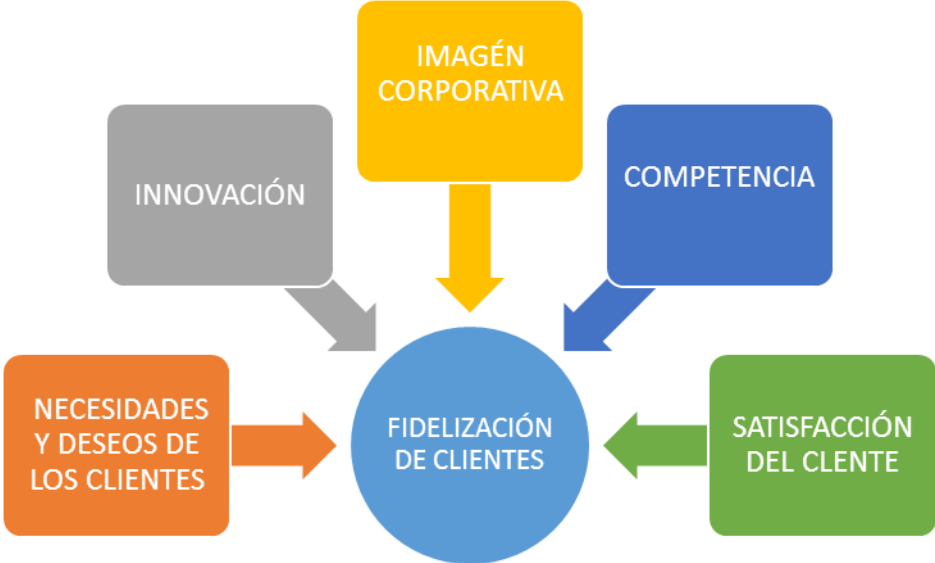 IMAGÉN
CORPORATIVA
INNOVACIÓN
COMPETENCIA
NECESIDADES
Y DESEOS DE
LOS CLIENTES
FIDELIZACIÓN
DE CLIENTES
SATISFACCIÓN
DEL CLENTE